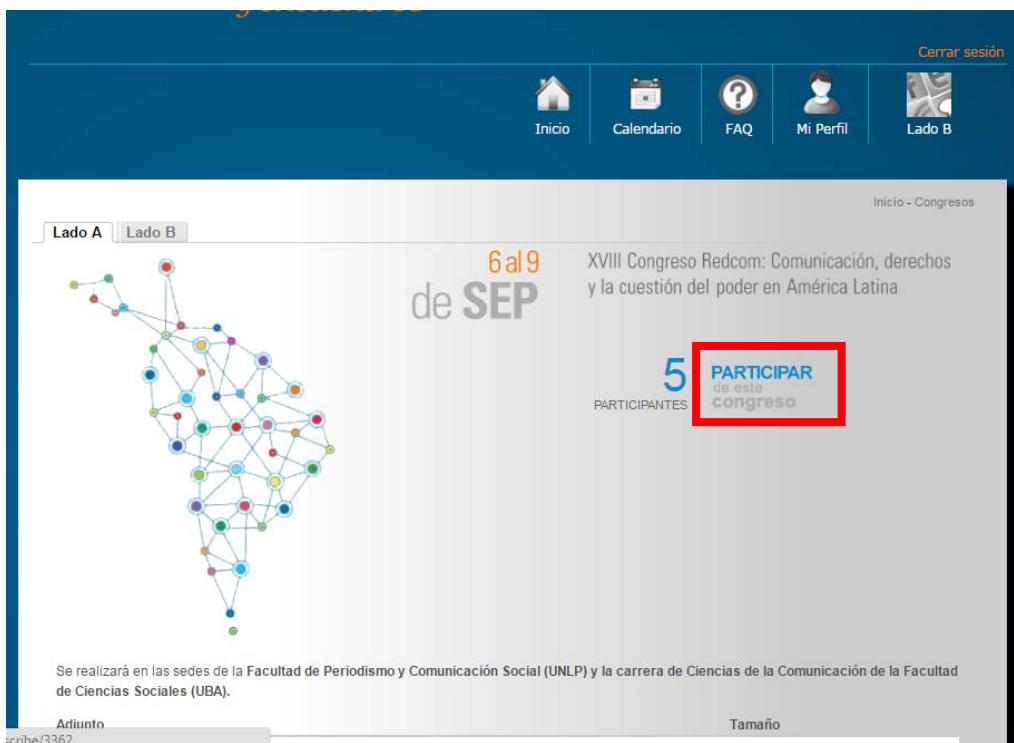 Cerrar sesión
Inicio
Calendario
FAQ
Mi Perfil
Lado B
Inicio - Congresos
Lado A
Lado B
6 al 9
de SEP
XVIII Congreso Redcom: Comunicación, derechos
y la cuestión del poder en América Latina
5
PARTICIPANTES
PARTICIPAR
de este
congreso
Se realizará en las sedes de la Facultad de Periodismo y Comunicación Social (UNLP) y la carrera de Ciencias de la Comunicación de la Facultad
de Ciencias Sociales (UBA).
Adjunto
Tamaño
scribe/3362